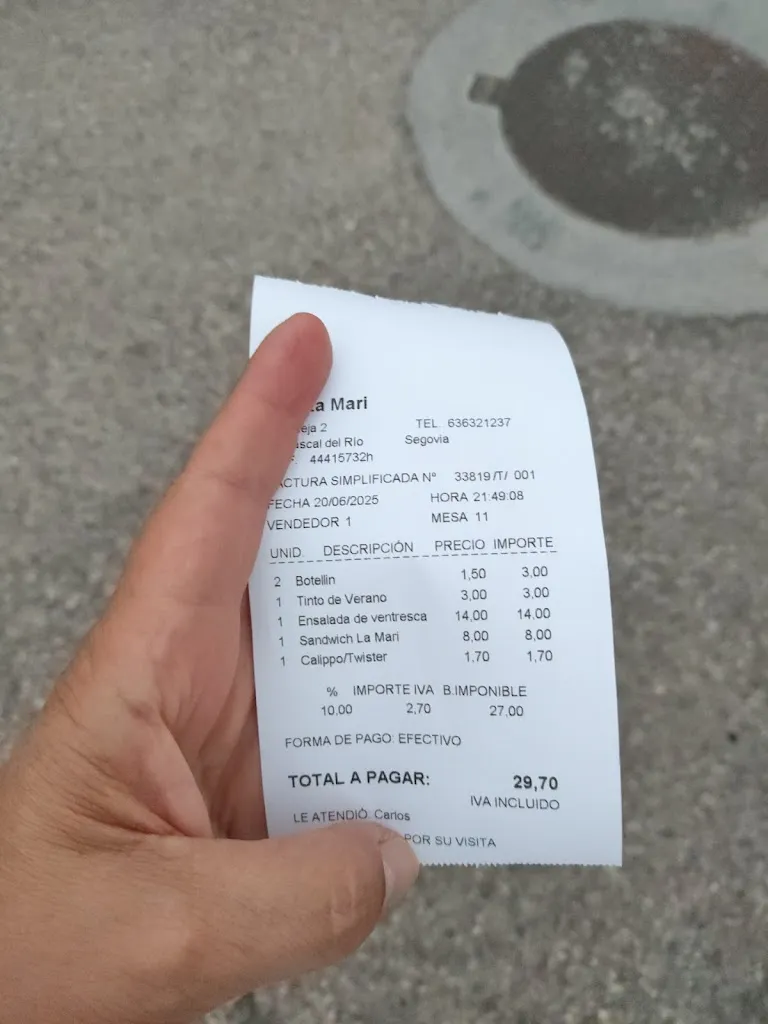 Mari
2 TEL. 636321237
del Río Segovia
44415732h
FACTURA SIMPLIFICADA Nº 33819/T/ 001
FECHA 20/06/2025 HORA 21:49:08
VENDEDOR 1 MESA 11
UNID. DESCRIPCIÓN PRECIO IMPORTE
2 Botellin 1,50 3,00
1 Tinto de Verano 3,00 3,00
1 Ensalada de ventresca 14,00 14,00
1 Sandwich La Mari 8,00 8,00
1 Calippo/Twister 1,70 1,70
% IMPORTE IVA B.IMPONIBLE
10,00 2,70 27,00
FORMA DE PAGO: EFECTIVO
TOTAL A PAGAR: 29,70
IVA INCLUIDO
LE ATENDIÓ Carlos
POR SU VISITA